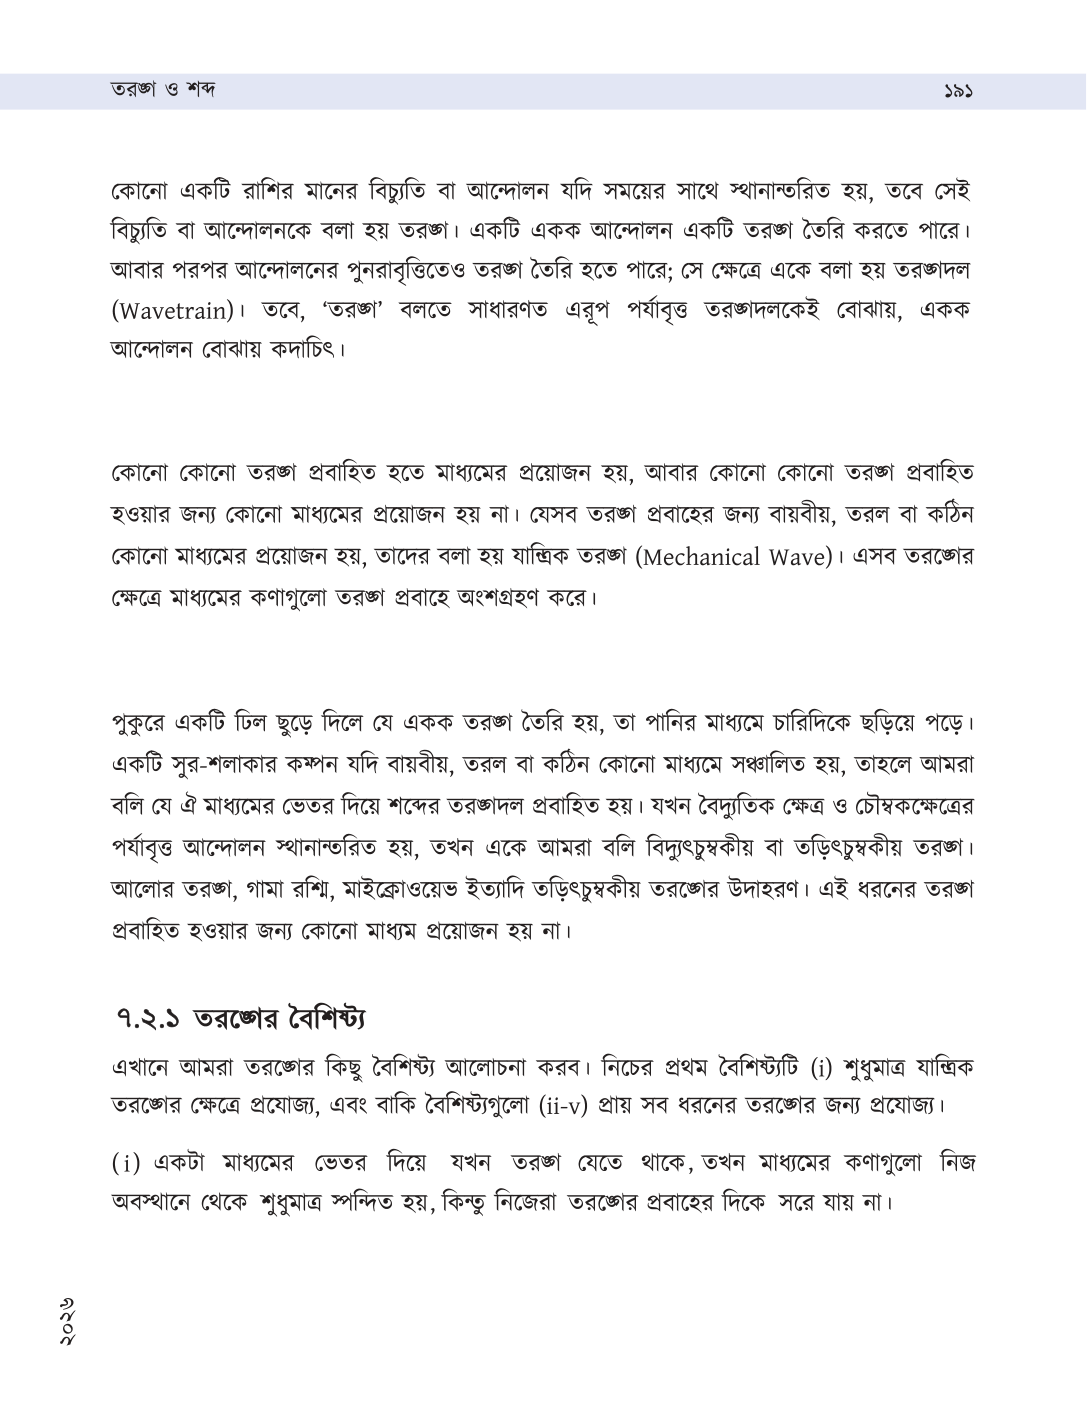 তরঙ্গ ও শব্দ ১৯১
কোনো একটি রাশির মানের বিচ্যুতি বা আন্দোলন যদি সময়ের সাথে স্থানান্তরিত হয়, তবে সেই
বিচ্যুতি বা আন্দোলনকে বলা হয় তরঙ্গ। একটি একক আন্দোলন একটি তরঙ্গ তৈরি করতে পারে।
আবার পরপর আন্দোলনের পুনরাবৃত্তিতেও তরঙ্গ তৈরি হতে পারে; সে ক্ষেত্রে একে বলা হয় তরঙ্গদল
(Wavetrain)। তবে, ‘তরঙ্গ’ বলতে সাধারণত এরূপ পর্যাবৃত্ত তরঙ্গদলকেই বোঝায়, একক
আন্দোলন বোঝায় কদাচিৎ।
কোনো কোনো তরঙ্গ প্রবাহিত হতে মাধ্যমের প্রয়োজন হয়, আবার কোনো কোনো তরঙ্গ প্রবাহিত
হওয়ার জন্য কোনো মাধ্যমের প্রয়োজন হয় না। যেসব তরঙ্গ প্রবাহের জন্য বায়বীয়, তরল বা কঠিন
কোনো মাধ্যমের প্রয়োজন হয়, তাদের বলা হয় যান্ত্রিক তরঙ্গ (Mechanical Wave)। এসব তরঙ্গের
ক্ষেত্রে মাধ্যমের কণাগুলো তরঙ্গ প্রবাহে অংশগ্রহণ করে।
পুকুরে একটি ঢিল ছুড়ে দিলে যে একক তরঙ্গ তৈরি হয়, তা পানির মাধ্যমে চারিদিকে ছড়িয়ে পড়ে।
একটি সুর-শলাকার কম্পন যদি বায়বীয়, তরল বা কঠিন কোনো মাধ্যমে সঞ্চালিত হয়, তাহলে আমরা
বলি যে ঐ মাধ্যমের ভেতর দিয়ে শব্দের তরঙ্গদল প্রবাহিত হয়। যখন বৈদ্যুতিক ক্ষেত্র ও চৌম্বকক্ষেত্রের
পর্যাবৃত্ত আন্দোলন স্থানান্তরিত হয়, তখন একে আমরা বলি বিদ্যুৎচুম্বকীয় বা তড়িৎচুম্বকীয় তরঙ্গ।
আলোর তরঙ্গ, গামা রশ্মি, মাইক্রোওয়েভ ইত্যাদি তড়িৎচুম্বকীয় তরঙ্গের উদাহরণ। এই ধরনের তরঙ্গ
প্রবাহিত হওয়ার জন্য কোনো মাধ্যম প্রয়োজন হয় না।
৭.২.১ তরঙ্গের বৈশিষ্ট্য
এখানে আমরা তরঙ্গের কিছু বৈশিষ্ট্য আলোচনা করব। নিচের প্রথম বৈশিষ্ট্যটি (i) শুধুমাত্র যান্ত্রিক
তরঙ্গের ক্ষেত্রে প্রযোজ্য, এবং বাকি বৈশিষ্ট্যগুলো (ii-v) প্রায় সব ধরনের তরঙ্গের জন্য প্রযোজ্য।
(i) একটা মাধ্যমের ভেতর দিয়ে যখন তরঙ্গ যেতে থাকে, তখন মাধ্যমের কণাগুলো নিজ
অবস্থানে থেকে শুধুমাত্র স্পন্দিত হয়, কিন্তু নিজেরা তরঙ্গের প্রবাহের দিকে সরে যায় না।
২০২৬